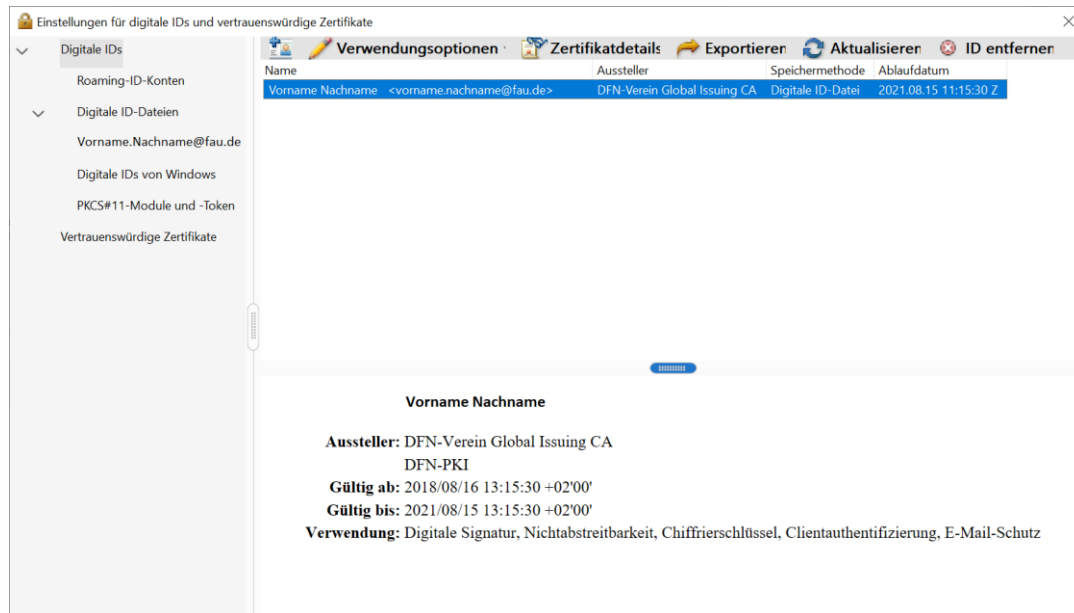 Einstellungen für digitale IDs und vertrauenswürdige Zertifikate
Digitale IDs
Roaming-ID-Konten
Digitale ID-Dateien
Vorname.Nachname@fau.de
Digitale IDs von Windows
PKCS#11-Module und -Token
Vertrauenswürdige Zertifikate
Verwendungsoptionen Zertifikatdetails Exportieren Aktualisieren ID entfernen
Name Aussteller Speichermethode Ablaufdatum
Vorname Nachname <vorname.nachname@fau.de> DFN-Verein Global Issuing CA Digitale ID-Datei 2021.08.15 11:15:30 Z
Vorname Nachname
Aussteller: DFN-Verein Global Issuing CA
DFN-PKI
Gültig ab: 2018/08/16 13:15:30 +02'00'
Gültig bis: 2021/08/15 13:15:30 +02'00'
Verwendung: Digitale Signatur, Nichtabstreitbarkeit, Chiffrierschlüssel, Clientauthentifizierung, E-Mail-Schutz